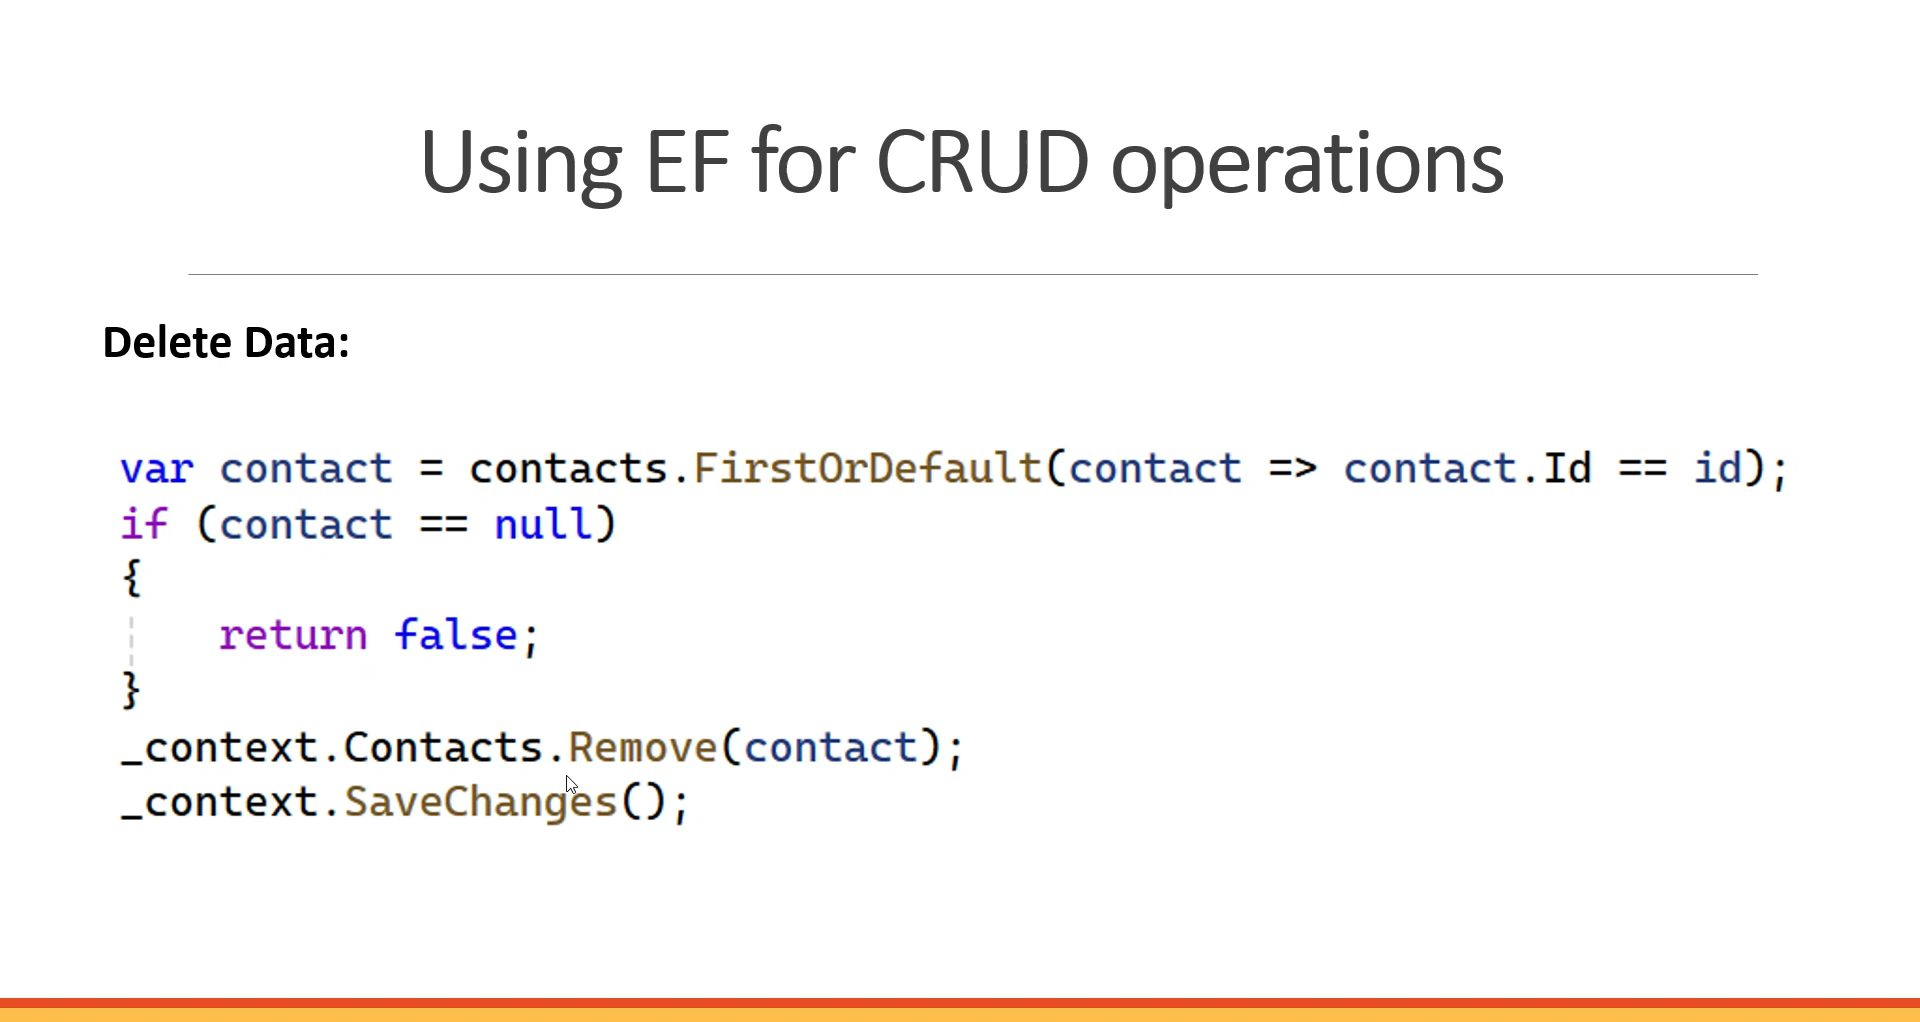 Using EF for CRUD operations
Delete Data:
var contact = contacts.FirstOrDefault(contact => contact.Id == id);
if (contact == null)
{
    return false;
}
_context.Contacts.Remove(contact);
_context.SaveChanges();